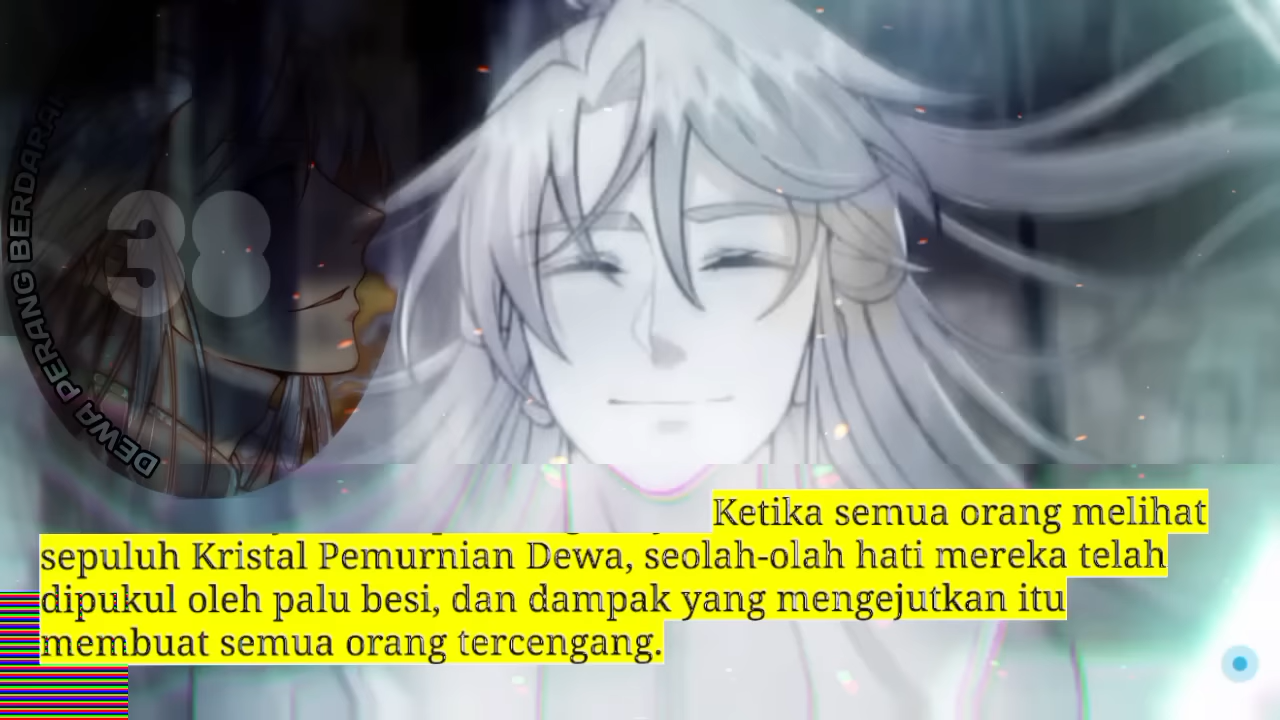 DEWA PERANG BERDARAH
38
Ketika semua orang melihat
sepuluh Kristal Pemurnian Dewa, seolah-olah hati mereka telah
dipukul oleh palu besi, dan dampak yang mengejutkan itu
membuat semua orang tercengang.